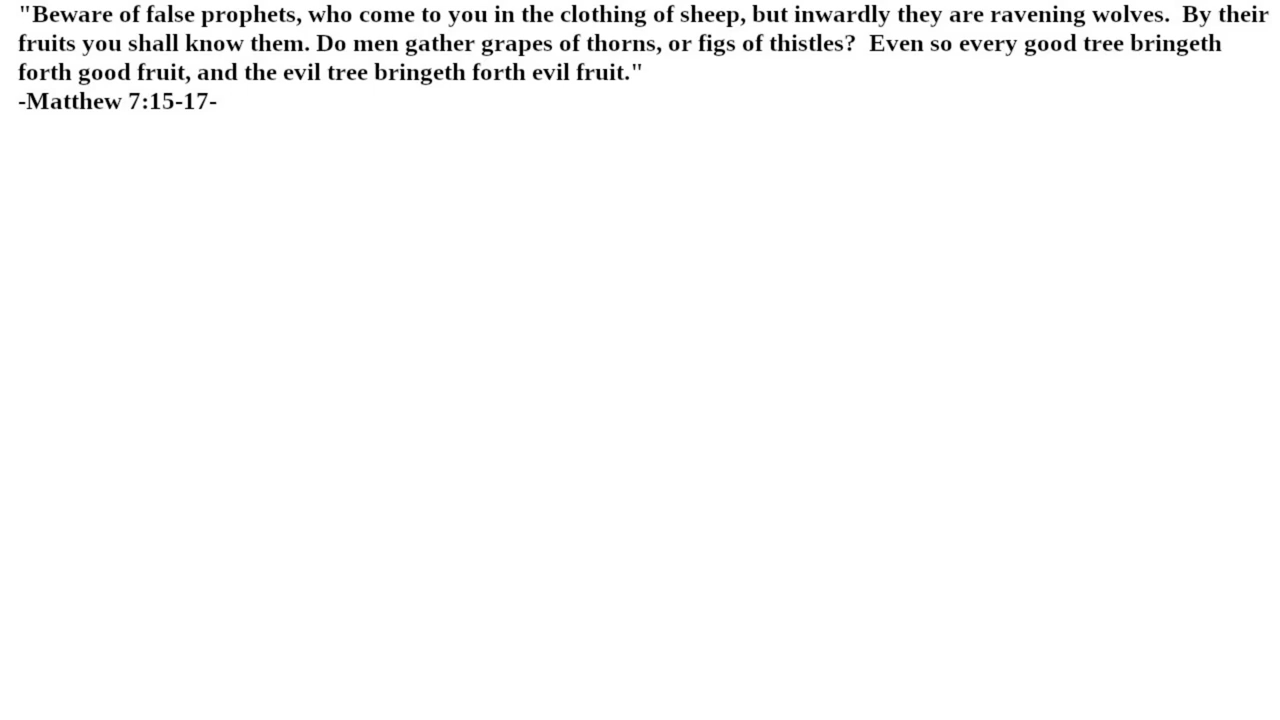 "Beware of false prophets, who come to you in the clothing of sheep, but inwardly they are ravening wolves.  By their
fruits you shall know them. Do men gather grapes of thorns, or figs of thistles?  Even so every good tree bringeth
forth good fruit, and the evil tree bringeth forth evil fruit."
-Matthew 7:15-17-